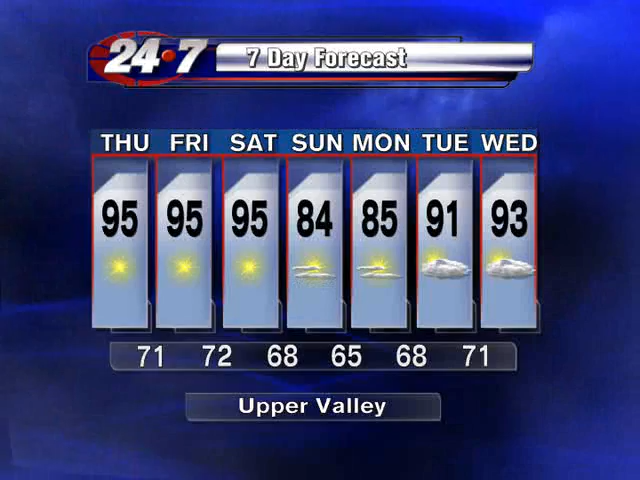 24·7 7 Day Forecast
THU FRI SAT SUN MON TUE WED
95 95 95 84 85 91 93
71 72 68 65 68 71
Upper Valley